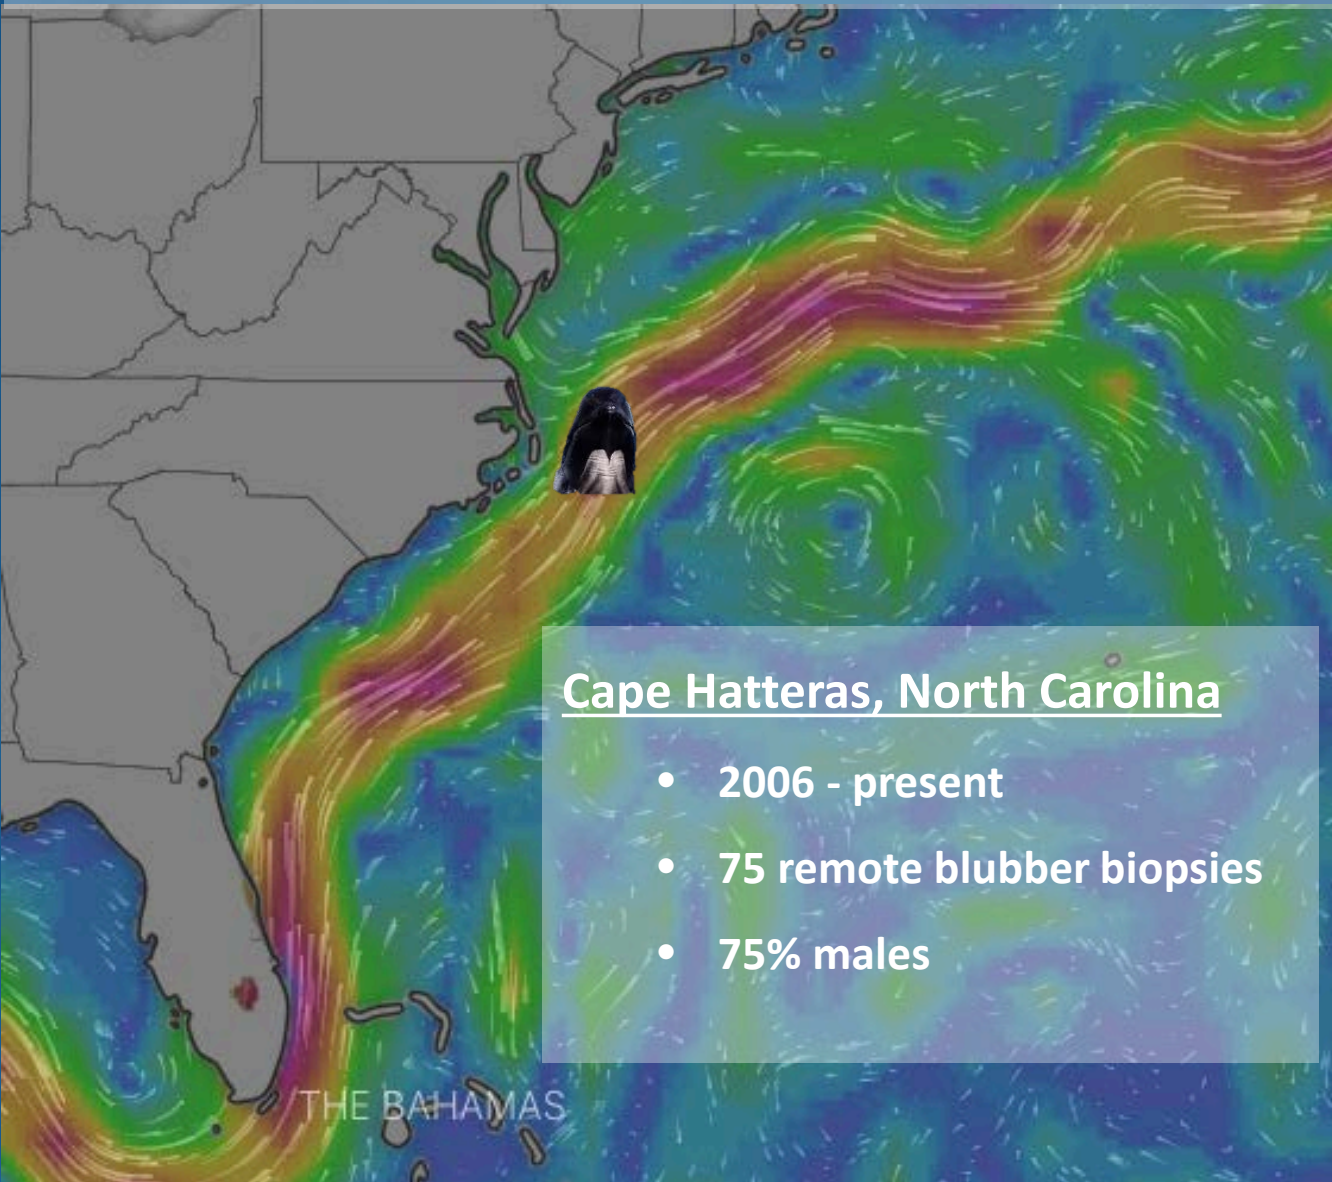 Cape Hatteras, North Carolina
• 2006 - present
• 75 remote blubber biopsies
• 75% males
THE BAHAMAS